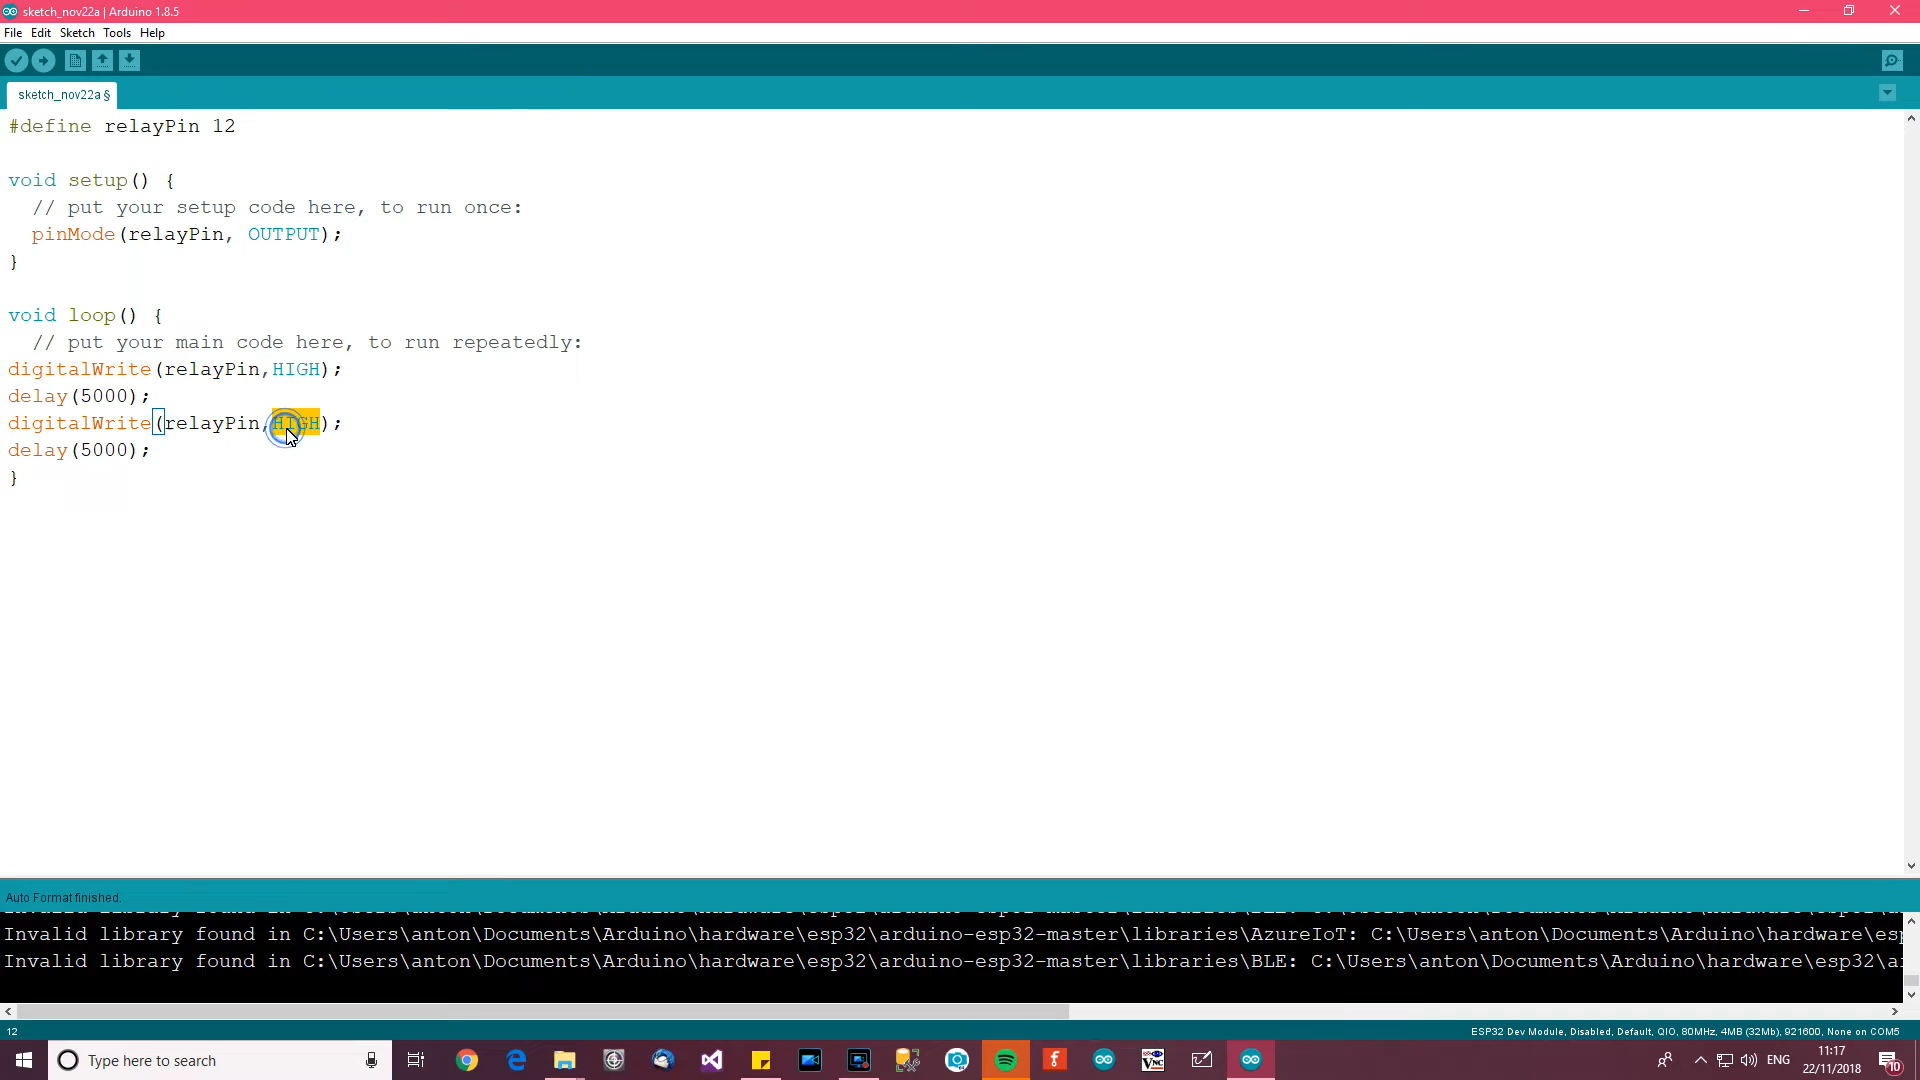 sketch_nov22a | Arduino 1.8.5
File Edit Sketch Tools Help
sketch_nov22a §
#define relayPin 12
void setup() {
// put your setup code here, to run once:
pinMode(relayPin, OUTPUT);
}
void loop() {
// put your main code here, to run repeatedly:
digitalWrite(relayPin,HIGH);
delay(5000);
digitalWrite(relayPin,HIGH);
delay(5000);
}
Auto Format finished.
Invalid library found in C:\Users\anton\Documents\Arduino\hardware\esp32\arduino-esp32-master\libraries\AzureIoT: C:\Users\anton\Documents\Arduino\hardware\esp
Invalid library found in C:\Users\anton\Documents\Arduino\hardware\esp32\arduino-esp32-master\libraries\BLE: C:\Users\anton\Documents\Arduino\hardware\esp32\a
12
ESP32 Dev Module, Disabled, Default, QIO, 80MHz, 4MB (32Mb), 921600, None on COM5
Type here to search
ENG
11:17
22/11/2018
10